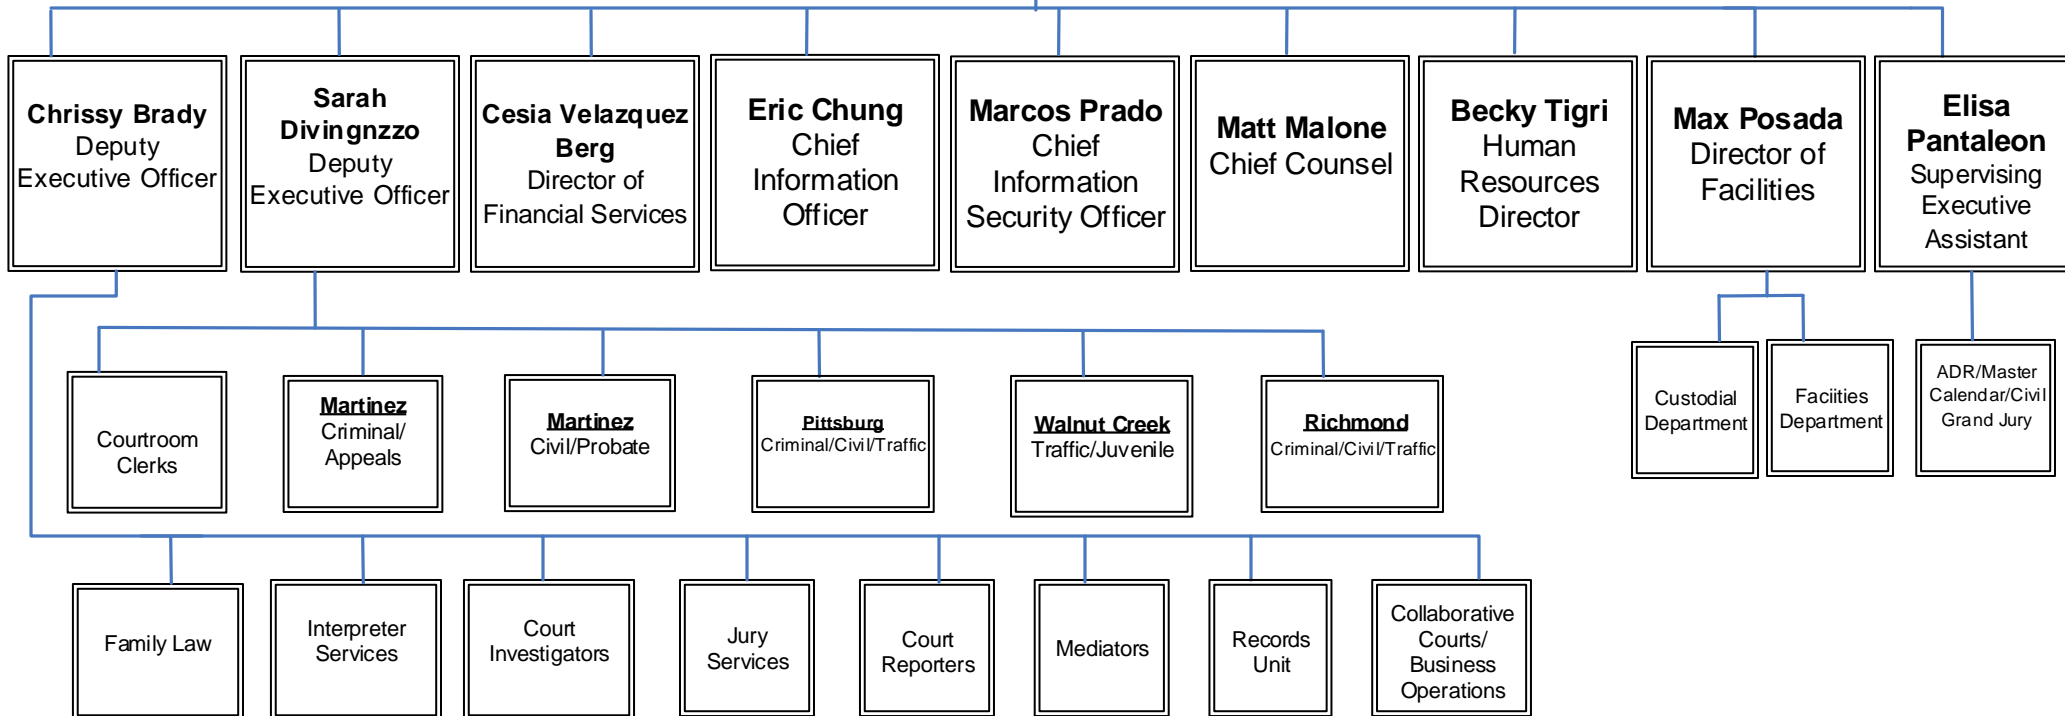 Chrissy Brady
Deputy
Executive Officer
Sarah
Divingnzzo
Deputy
Executive Officer
Cesia Velazquez
Berg
Director of
Financial Services
Eric Chung
Chief
Information
Officer
Marcos Prado
Chief
Information
Security Officer
Matt Malone
Chief Counsel
Becky Tigri
Human
Resources
Director
Max Posada
Director of
Facilities
Elisa
Pantaleon
Supervising
Executive
Assistant
Courtroom
Clerks
Martinez
Criminal/
Appeals
Martinez
Civil/Probate
Pittsburg
Criminal/Civil/Traffic
Walnut Creek
Traffic/Juvenile
Richmond
Criminal/Civil/Traffic
Custodial
Department
Faciities
Department
ADR/Master
Calendar/Civil
Grand Jury
Family Law
Interpreter
Services
Court
Investigators
Jury
Services
Court
Reporters
Mediators
Records
Unit
Collaborative
Courts/
Business
Operations